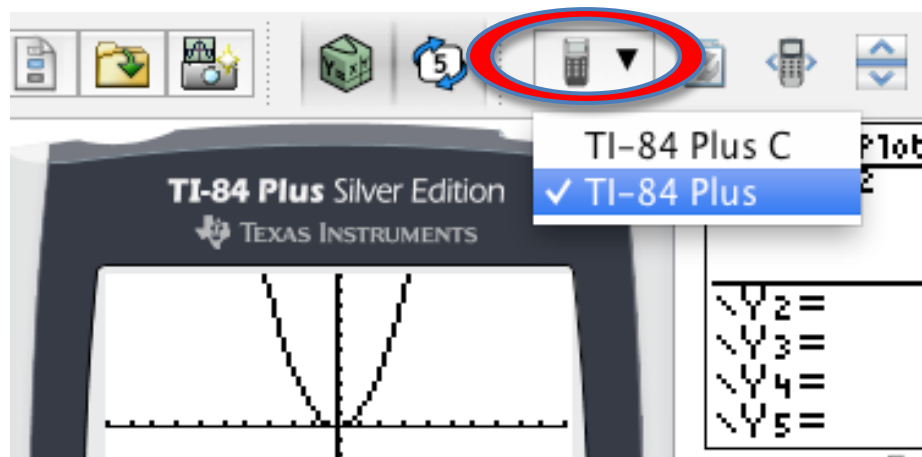 Y=
5
TI-84 Plus C
✓ TI-84 Plus
Plot
2
TI-84 Plus Silver Edition
TEXAS INSTRUMENTS
\Y2=
\Y3=
\Y4=
\Y5=